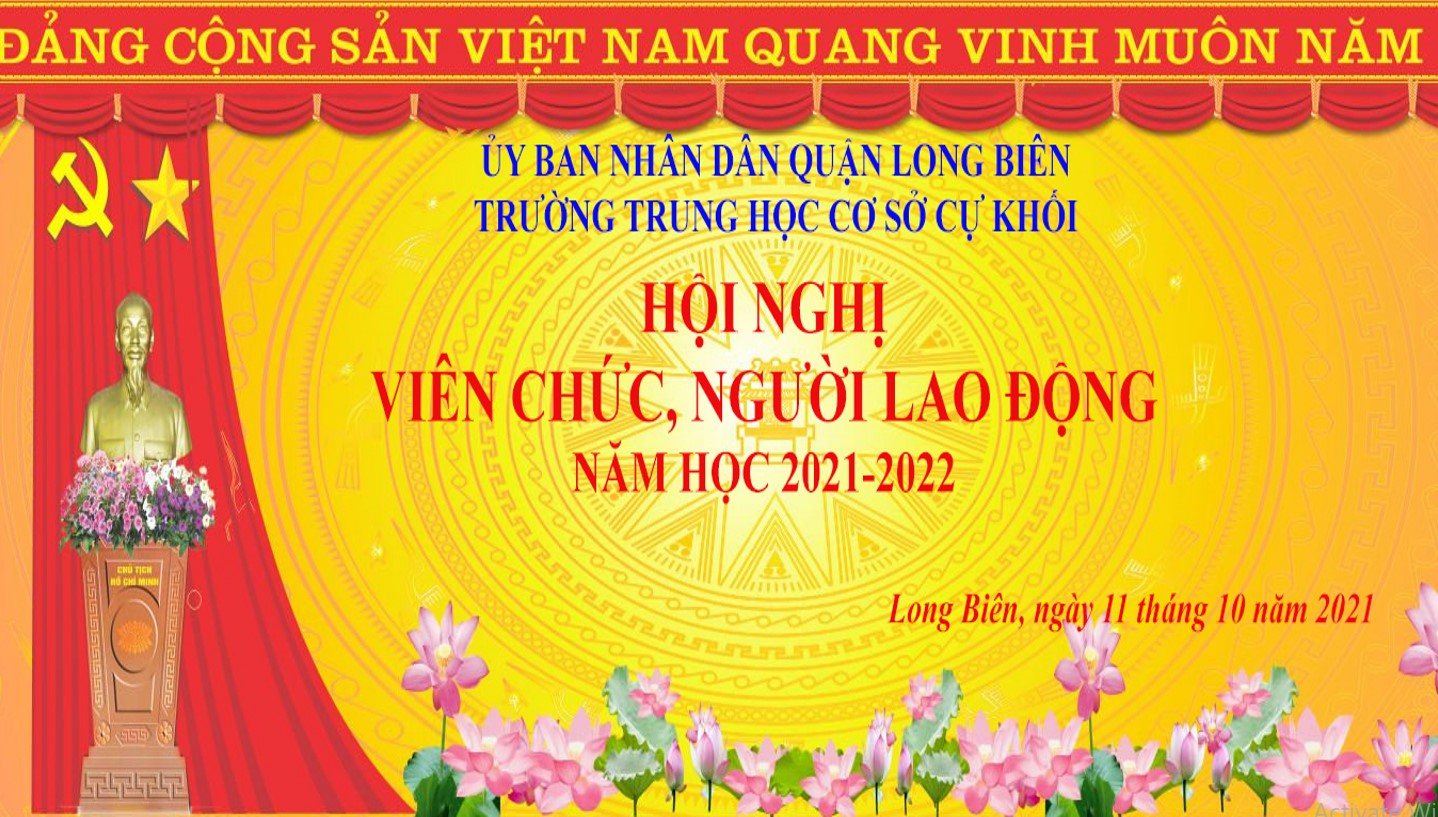 ĐẢNG CỘNG SẢN VIỆT NAM QUANG VINH MUÔN NĂM
ỦY BAN NHÂN DÂN QUẬN LONG BIÊN
TRƯỜNG TRUNG HỌC CƠ SỞ CỰ KHỐI
HỘI NGHỊ
VIÊN CHỨC, NGƯỜI LAO ĐỘNG
NĂM HỌC 2021-2022
CHỦ TỊCH
HỒ CHÍ MINH
Long Biên, ngày 11 tháng 10 năm 2021